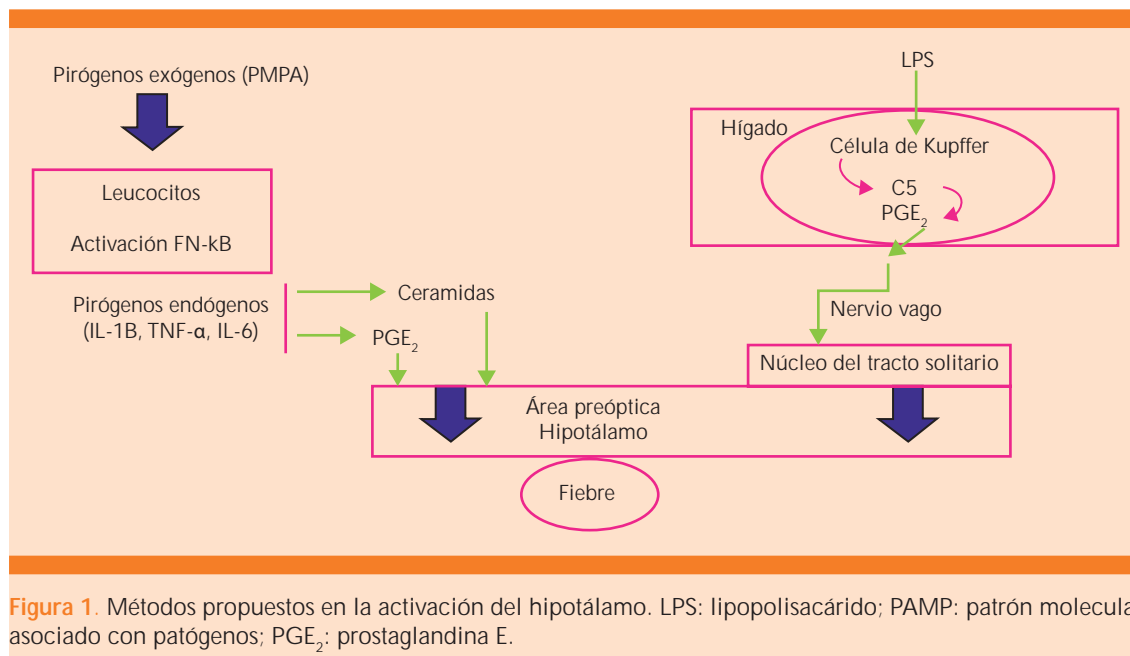 Pirógenos exógenos (PMPA)
Leucocitos
Activación FN-kB
Pirógenos endógenos
(IL-1B, TNF-α, IL-6)
Ceramidas
PGE₂
LPS
Hígado
Célula de Kupffer
C5
PGE₂
Nervio vago
Núcleo del tracto solitario
Área preóptica
Hipotálamo
Fiebre
Figura 1. Métodos propuestos en la activación del hipotálamo. LPS: lipopolisacárido; PAMP: patrón molecula
asociado con patógenos; PGE₂: prostaglandina E.